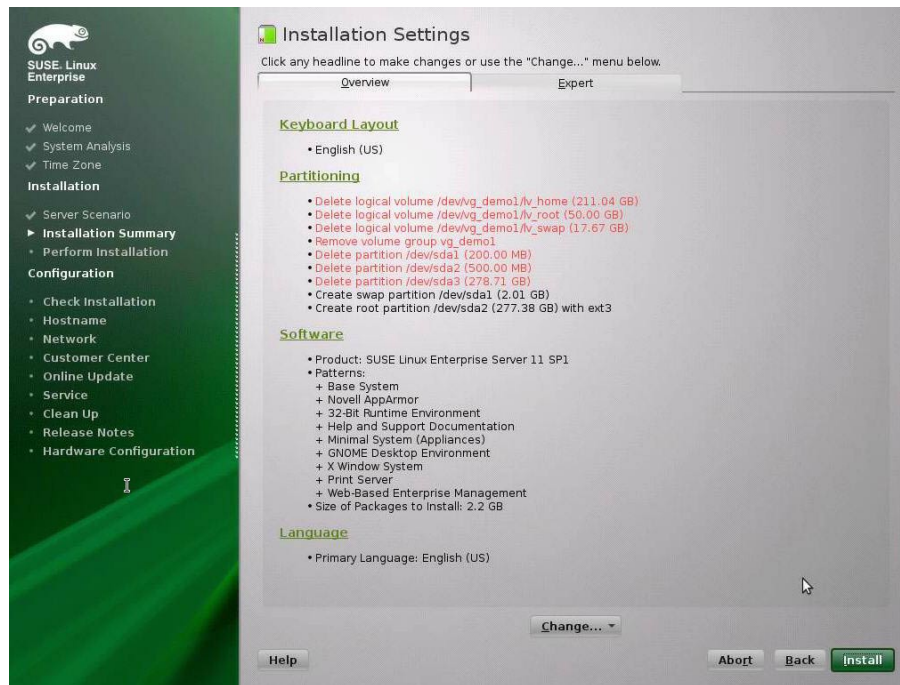 SUSE. Linux
Enterprise
Preparation
Welcome
System Analysis
Time Zone
Installation
Server Scenario
Installation Summary
Perform Installation
Configuration
Check Installation
Hostname
Network
Customer Center
Online Update
Service
Clean Up
Release Notes
Hardware Configuration
Installation Settings
Click any headline to make changes or use the "Change..." menu below.
Overview
Expert
Keyboard Layout
• English (US)
Partitioning
• Delete logical volume /dev/vg_demo1/lv_home (211.04 GB)
• Delete logical volume /dev/vg_demo1/lv_root (50.00 GB)
• Delete logical volume /dev/vg_demo1/lv_swap (17.67 GB)
• Remove volume group vg_demo1
• Delete partition /dev/sda1 (200.00 MB)
• Delete partition /dev/sda2 (500.00 MB)
• Delete partition /dev/sda3 (278.71 GB)
• Create swap partition /dev/sda1 (2.01 GB)
• Create root partition /dev/sda2 (277.38 GB) with ext3
Software
• Product: SUSE Linux Enterprise Server 11 SP1
• Patterns:
+ Base System
+ Novell AppArmor
+ 32-Bit Runtime Environment
+ Help and Support Documentation
+ Minimal System (Appliances)
+ GNOME Desktop Environment
+ X Window System
+ Print Server
+ Web-Based Enterprise Management
• Size of Packages to Install: 2.2 GB
Language
• Primary Language: English (US)
Change...
Help
Abort
Back
Install